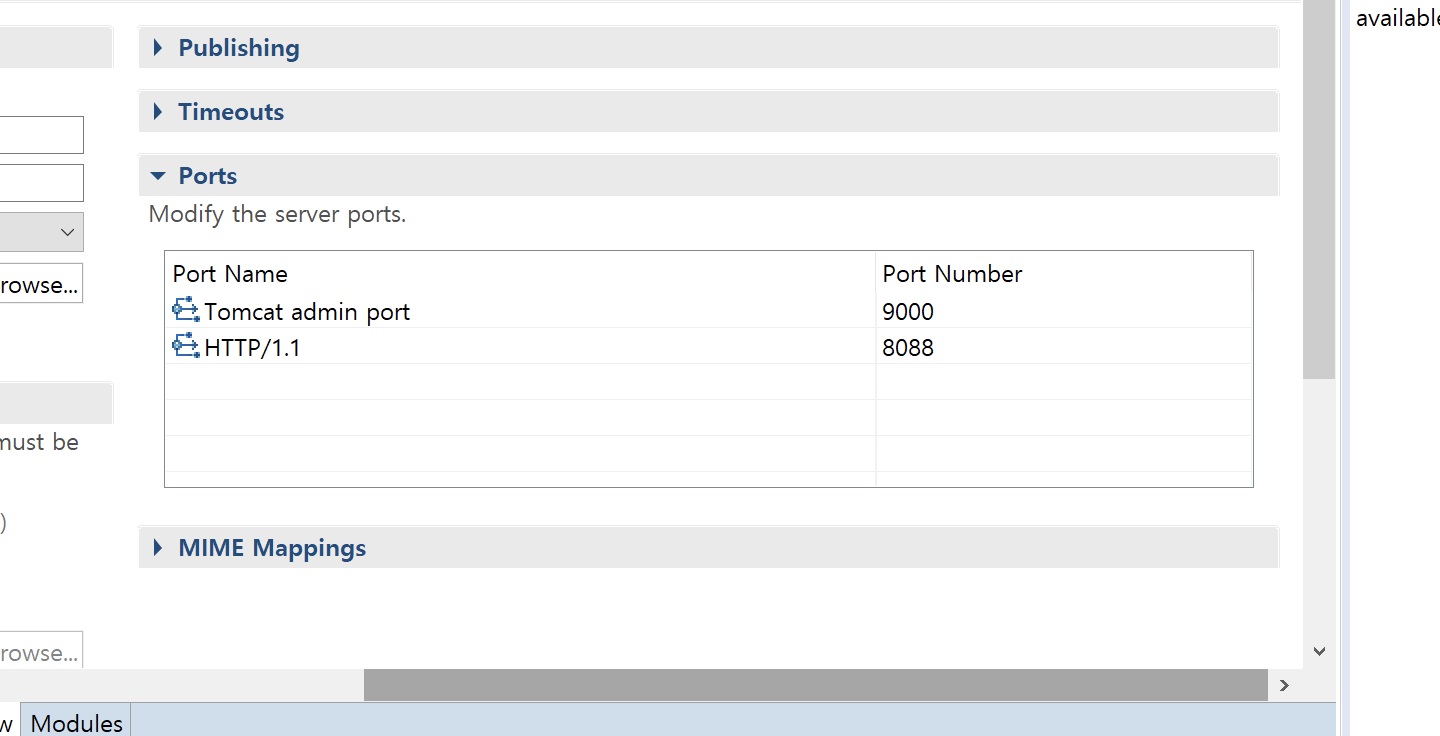 available
Publishing
Timeouts
Ports
Modify the server ports.
Port Name Port Number
Tomcat admin port 9000
HTTP/1.1 8088
MIME Mappings
rowse...
must be
)
rowse...
w Modules